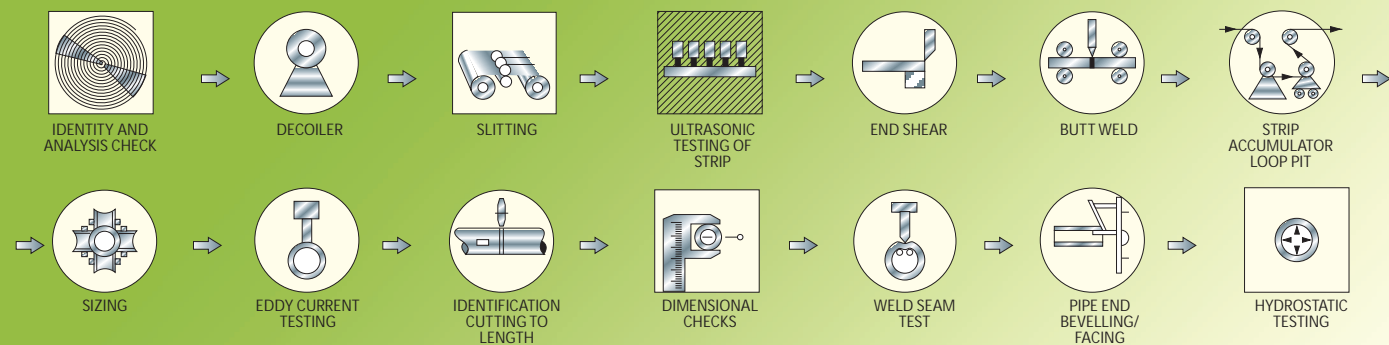 IDENTITY AND
ANALYSIS CHECK
DECOILER
SLITTING
ULTRASONIC
TESTING OF
STRIP
END SHEAR
BUTT WELD
STRIP
ACCUMULATOR
LOOP PIT
SIZING
EDDY CURRENT
TESTING
IDENTIFICATION
CUTTING TO
LENGTH
DIMENSIONAL
CHECKS
WELD SEAM
TEST
PIPE END
BEVELLING/
FACING
HYDROSTATIC
TESTING